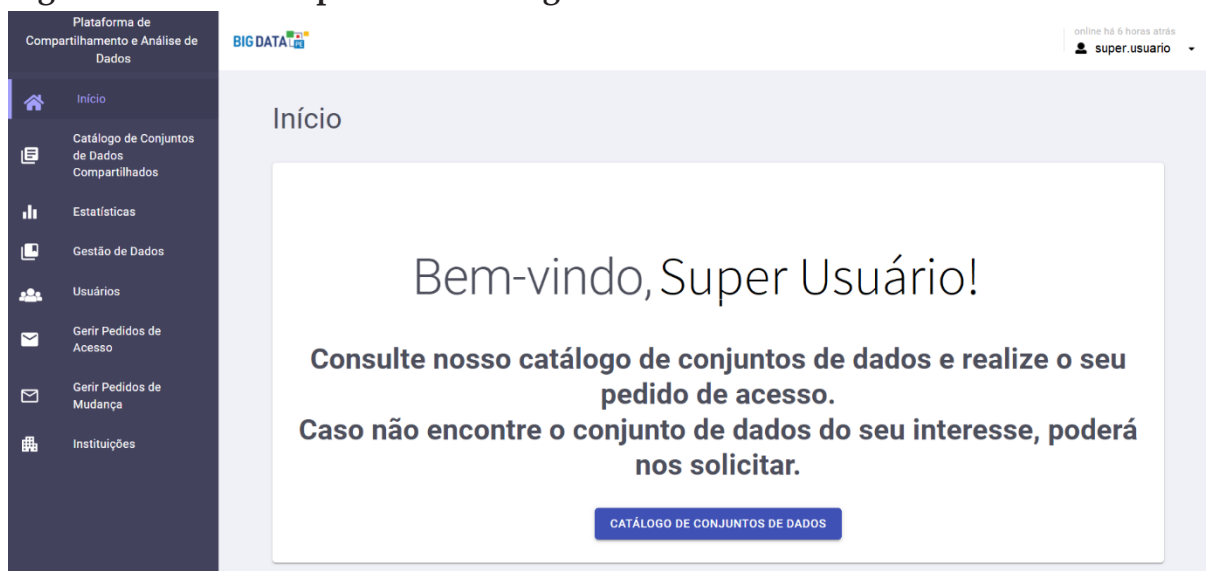 Plataforma de
Compartilhamento e Análise de
Dados
BIG DATA PE
online há 6 horas atrás
super.usuario
Início
Catálogo de Conjuntos
de Dados
Compartilhados
Estatísticas
Gestão de Dados
Usuários
Gerir Pedidos de
Acesso
Gerir Pedidos de
Mudança
Instituições
Início
Bem-vindo, Super Usuário!
Consulte nosso catálogo de conjuntos de dados e realize o seu
pedido de acesso.
Caso não encontre o conjunto de dados do seu interesse, poderá
nos solicitar.
CATÁLOGO DE CONJUNTOS DE DADOS